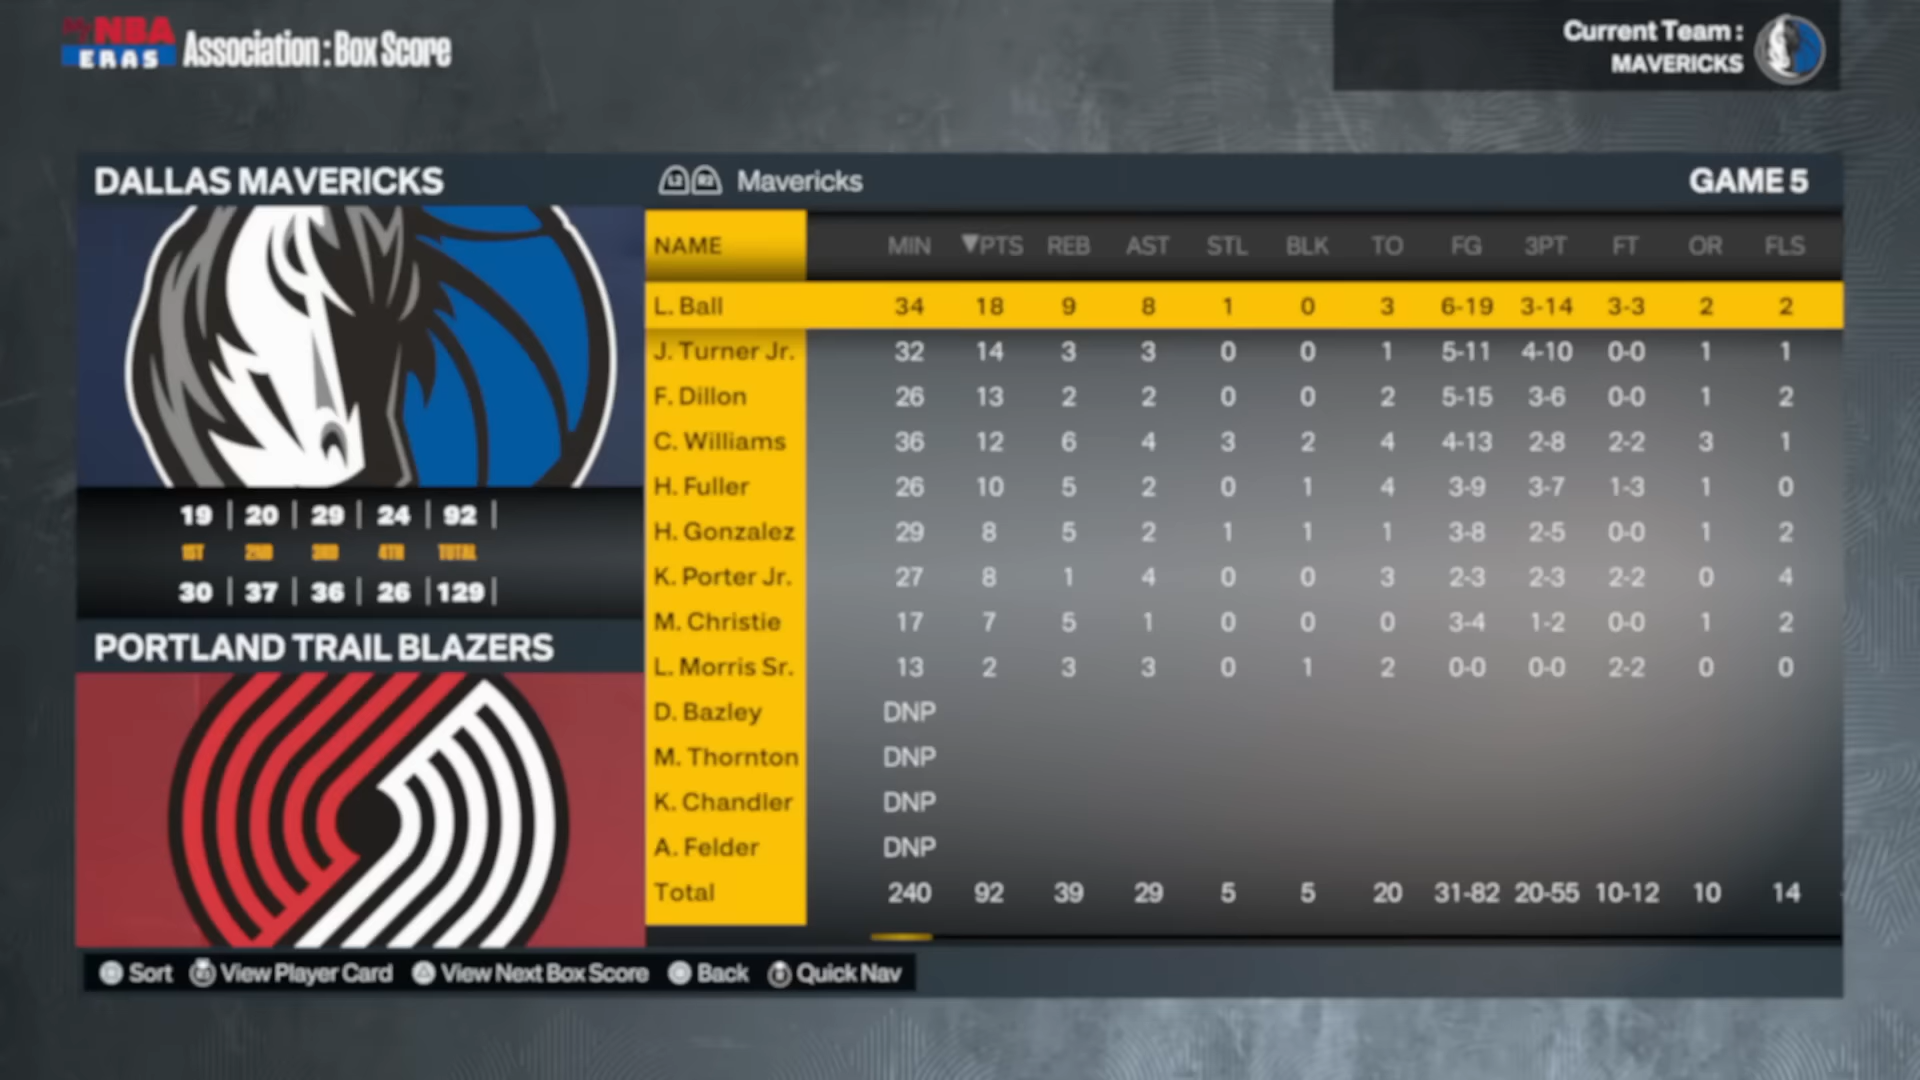 MyNBA
ERAS
Association : Box Score
Current Team :
MAVERICKS
DALLAS MAVERICKS
19 | 20 | 29 | 24 | 92 |
1ST 2ND 3RD 4TH TOTAL
30 | 37 | 36 | 26 | 129 |
PORTLAND TRAIL BLAZERS
L2 R2 Mavericks GAME 5
NAME MIN ▼PTS REB AST STL BLK TO FG 3PT FT OR FLS
L. Ball 34 18 9 8 1 0 3 6-19 3-14 3-3 2 2
J. Turner Jr. 32 14 3 3 0 0 1 5-11 4-10 0-0 1 1
F. Dillon 26 13 2 2 0 0 2 5-15 3-6 0-0 1 2
C. Williams 36 12 6 4 3 2 4 4-13 2-8 2-2 3 1
H. Fuller 26 10 5 2 0 1 4 3-9 3-7 1-3 1 0
H. Gonzalez 29 8 5 2 1 1 1 3-8 2-5 0-0 1 2
K. Porter Jr. 27 8 1 4 0 0 3 2-3 2-3 2-2 0 4
M. Christie 17 7 5 1 0 0 0 3-4 1-2 0-0 1 2
L. Morris Sr. 13 2 3 3 0 1 2 0-0 0-0 2-2 0 0
D. Bazley DNP
M. Thornton DNP
K. Chandler DNP
A. Felder DNP
Total 240 92 39 29 5 5 20 31-82 20-55 10-12 10 14
Sort View Player Card View Next Box Score Back Quick Nav